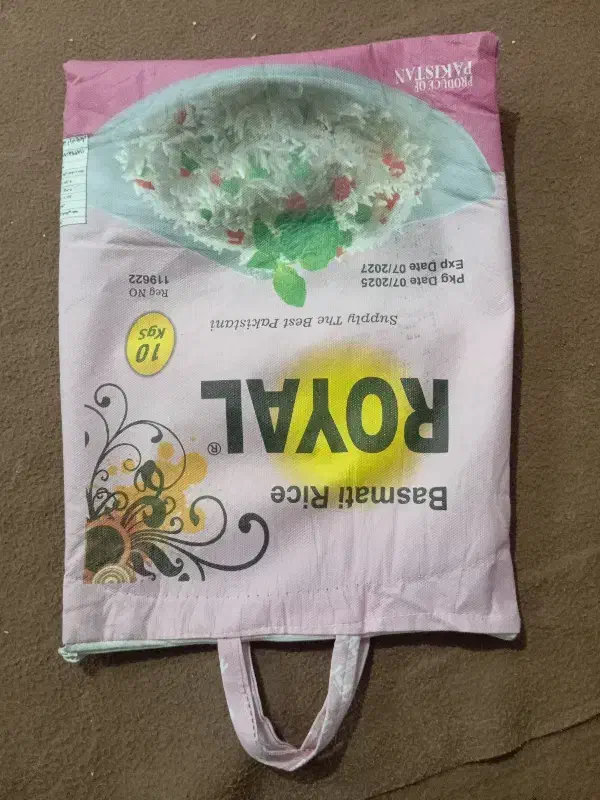 Basmati Rice
ROYAL®
Supply The Best Pakistani
10
KgS
Reg NO
119622
Pkg Date 07/2025
Exp Date 07/2027
PRODUCE OF
PAKISTAN